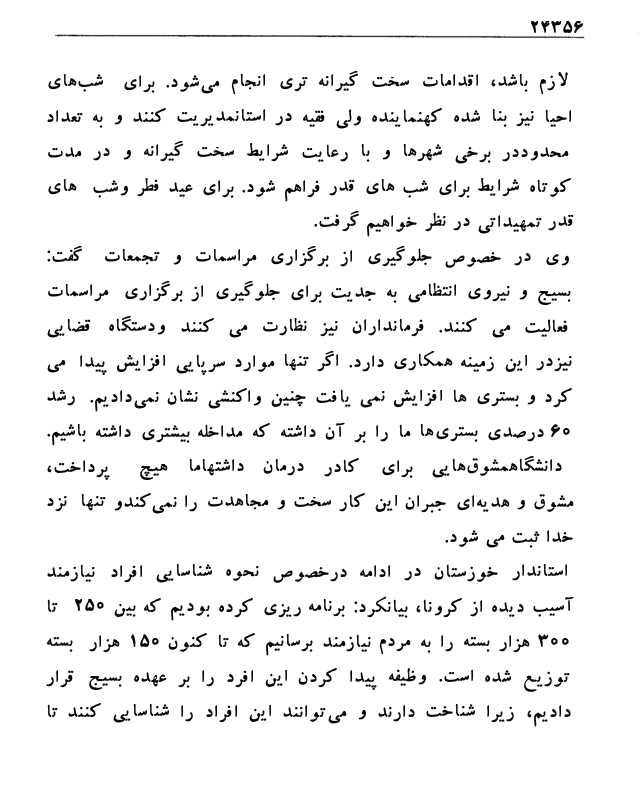 ۲۴۳۵۶
لازم باشد، اقدامات سخت گیرانه تری انجام می‌شود. برای شب‌های
احیا نیز بنا شده کهنماینده ولی فقیه در استانمدیریت کنند و به تعداد
محدوددر برخی شهرها و با رعایت شرایط سخت گیرانه و در مدت
کوتاه شرایط برای شب های قدر فراهم شود. برای عید فطر وشب های
قدر تمهیداتی در نظر خواهیم گرفت.
وی در خصوص جلوگیری از برگزاری مراسمات و تجمعات گفت:
بسیج و نیروی انتظامی به جدیت برای جلوگیری از برگزاری مراسمات
فعالیت می کنند. فرمانداران نیز نظارت می کنند ودستگاه قضایی
نیزدر این زمینه همکاری دارد. اگر تنها موارد سرپایی افزایش پیدا می
کرد و بستری ها افزایش نمی یافت چنین واکنشی نشان نمی‌دادیم. رشد
۶۰ درصدی بستری‌ها ما را بر آن داشته که مداخله بیشتری داشته باشیم.
دانشگاهمشوق‌هایی برای کادر درمان داشتهاما هیچ پرداخت،
مشوق و هدیه‌ای جبران این کار سخت و مجاهدت را نمی‌کندو تنها نزد
خدا ثبت می شود.
استاندار خوزستان در ادامه درخصوص نحوه شناسایی افراد نیازمند
آسیب دیده از کرونا، بیانکرد: برنامه ریزی کرده بودیم که بین ۲۵۰ تا
۳۰۰ هزار بسته را به مردم نیازمند برسانیم که تا کنون ۱۵۰ هزار بسته
توزیع شده است. وظیفه پیدا کردن این افرد را بر عهده بسیج قرار
دادیم، زیرا شناخت دارند و می‌توانند این افراد را شناسایی کنند تا